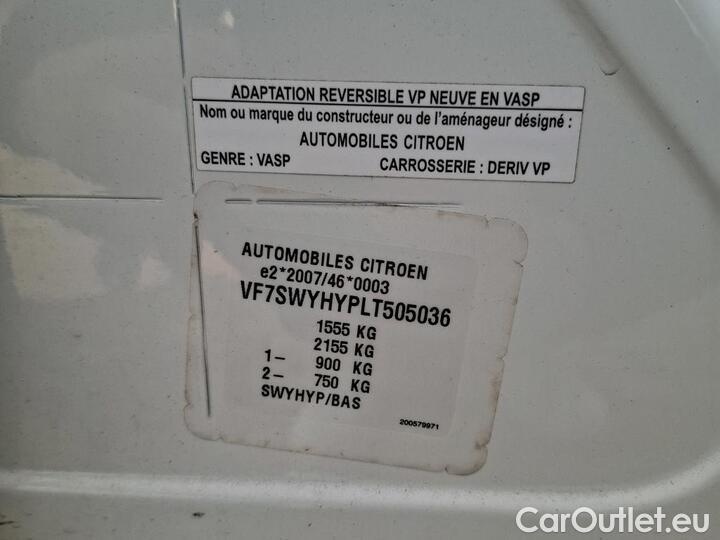 ADAPTATION REVERSIBLE VP NEUVE EN VASP
Nom ou marque du constructeur ou de l'aménageur désigné :
AUTOMOBILES CITROEN
GENRE : VASP CARROSSERIE : DERIV VP
AUTOMOBILES CITROEN
e2*2007/46*0003
VF7SWYHYPLT505036
1555 KG
2155 KG
1– 900 KG
2– 750 KG
SWYHYP/BAS
200579971
CarOutlet.eu